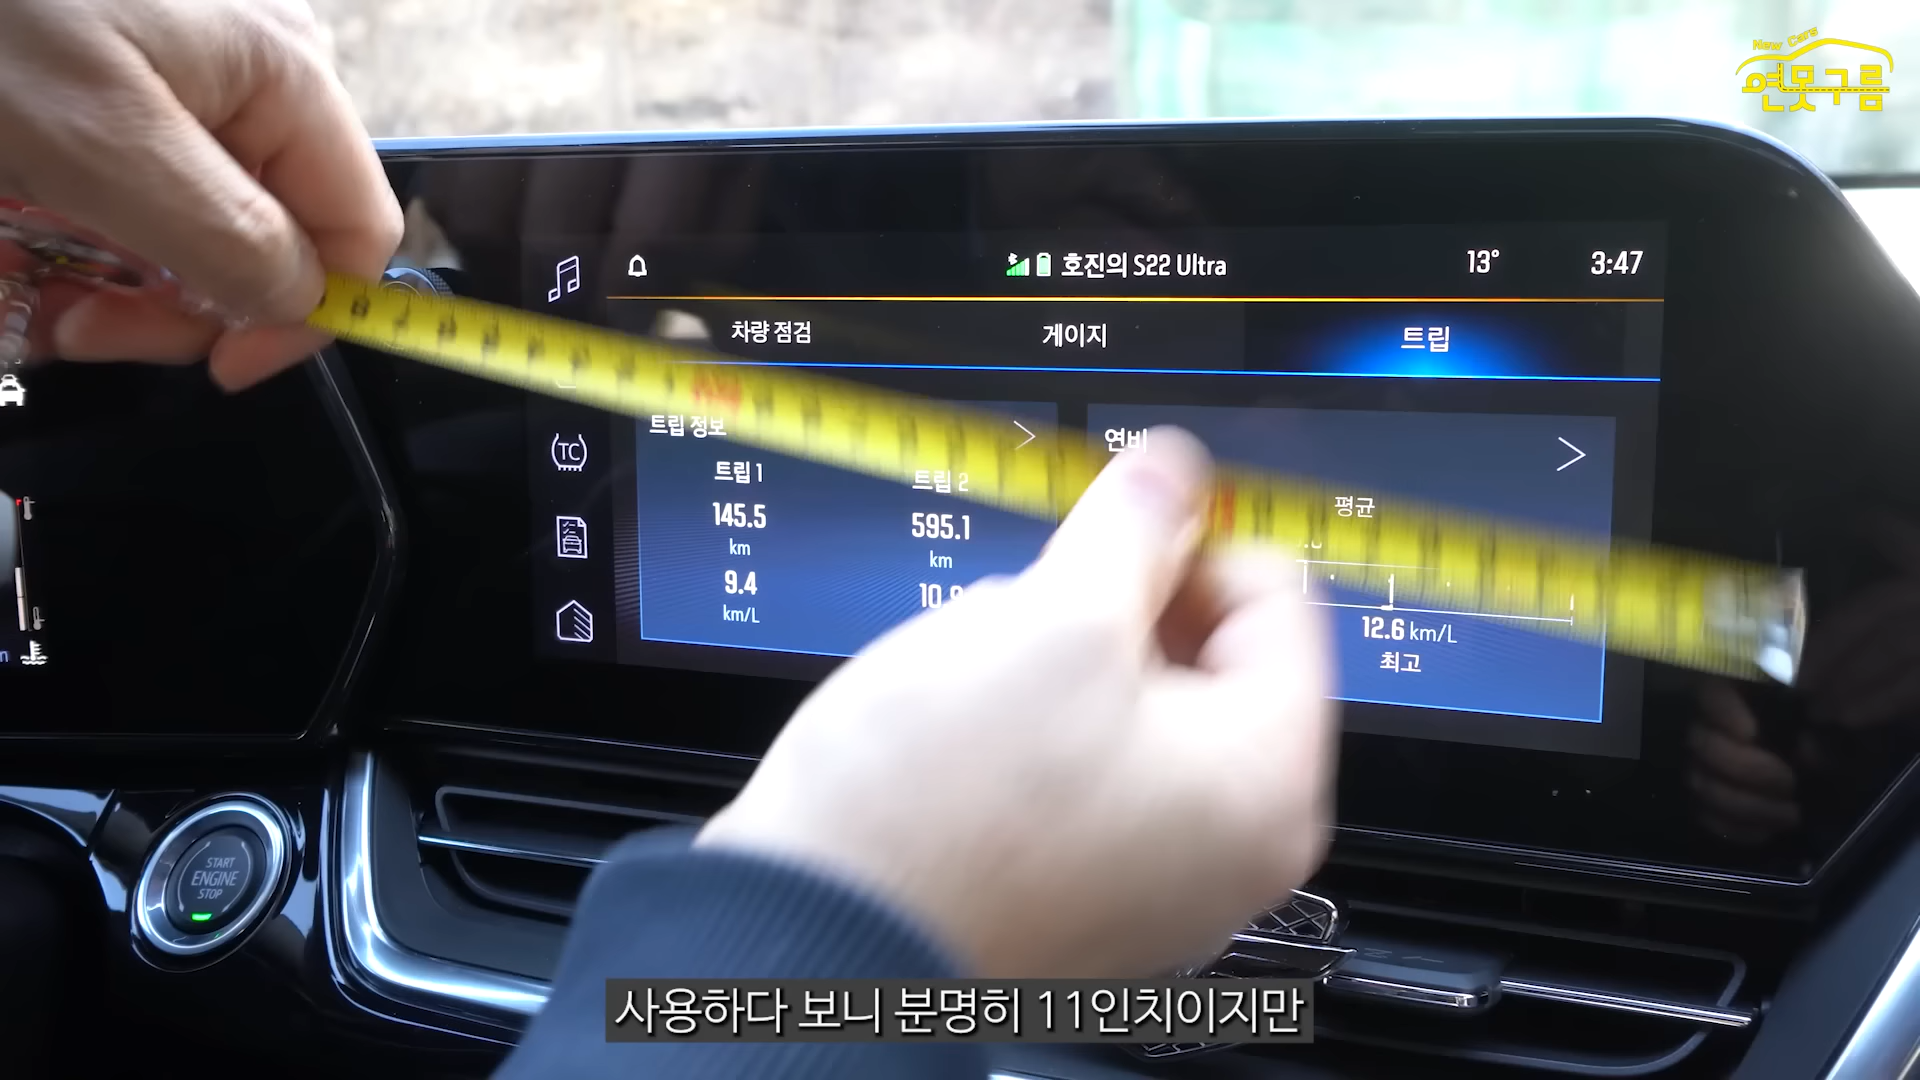 New Cars
연못구름
호진의 S22 Ultra
13°
3:47
차량 점검
게이지
트립
트립 정보
연비
트립 1
트립 2
평균
145.5
595.1
km
km
TC
9.4
km/L
12.6 km/L
최고
START
ENGINE
STOP
사용하다 보니 분명히 11인치이지만